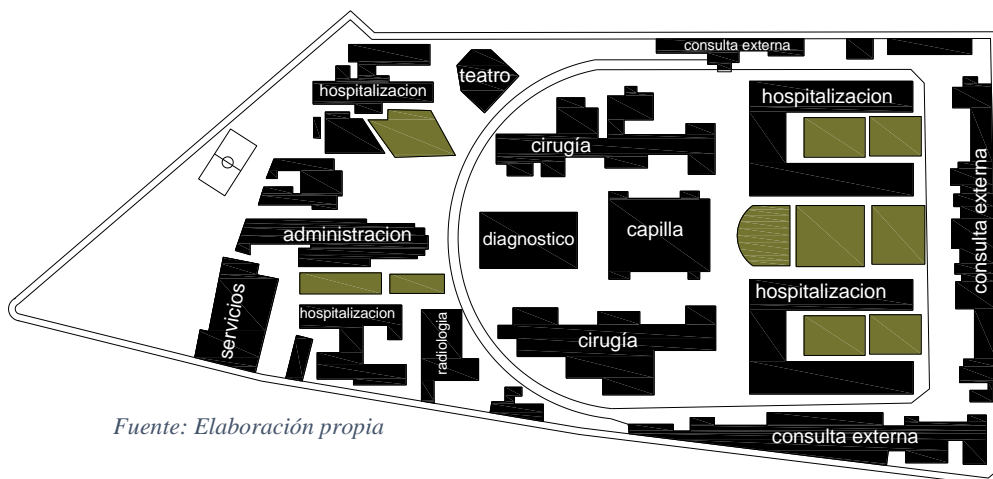 consulta externa
teatro
hospitalizacion
hospitalizacion
cirugía
consulta externa
administracion
diagnostico
capilla
servicios
hospitalizacion
radiologia
hospitalizacion
cirugía
Fuente: Elaboración propia
consulta externa